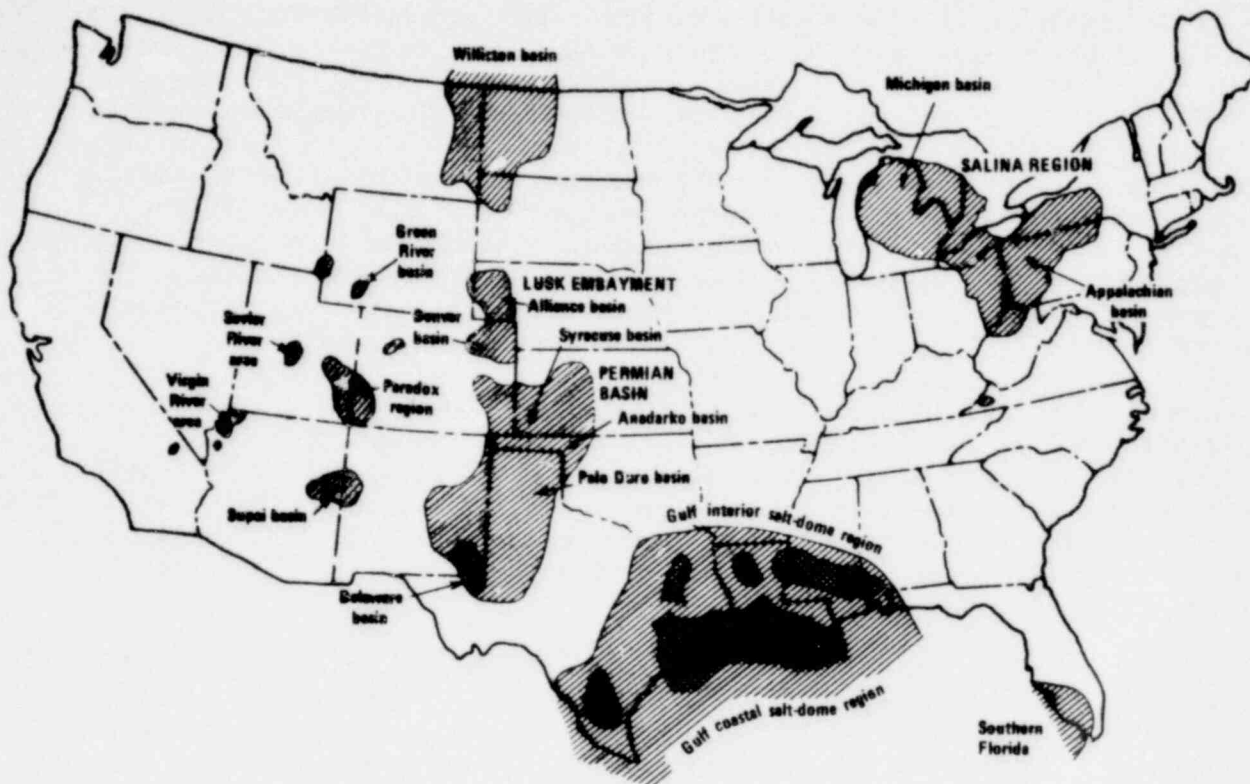 Williston basin
Michigan basin
SALINA REGION
Green
River
basin
LUSK EMBAYMENT
Alliance basin
Appalachian
basin
Sevier
River
area
Denver
basin
Syracuse basin
Virgin
River
area
Paradox
region
PERMIAN
BASIN
Anadarko basin
Palo Duro basin
Supai basin
Gulf interior salt-dome region
Delaware
basin
Gulf coastal salt-dome region
Southern
Florida